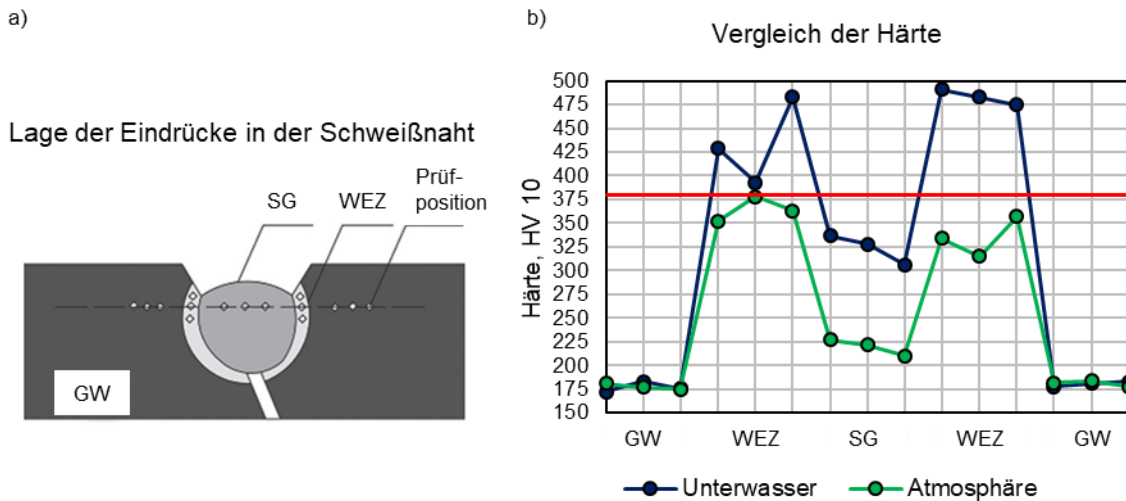 a)
Lage der Eindrücke in der Schweißnaht
SG
WEZ
Prüf-
position
GW
b)
Vergleich der Härte
Härte, HV 10
500
475
450
425
400
375
350
325
300
275
250
225
200
175
150
GW
WEZ
SG
WEZ
GW
Unterwasser
Atmosphäre